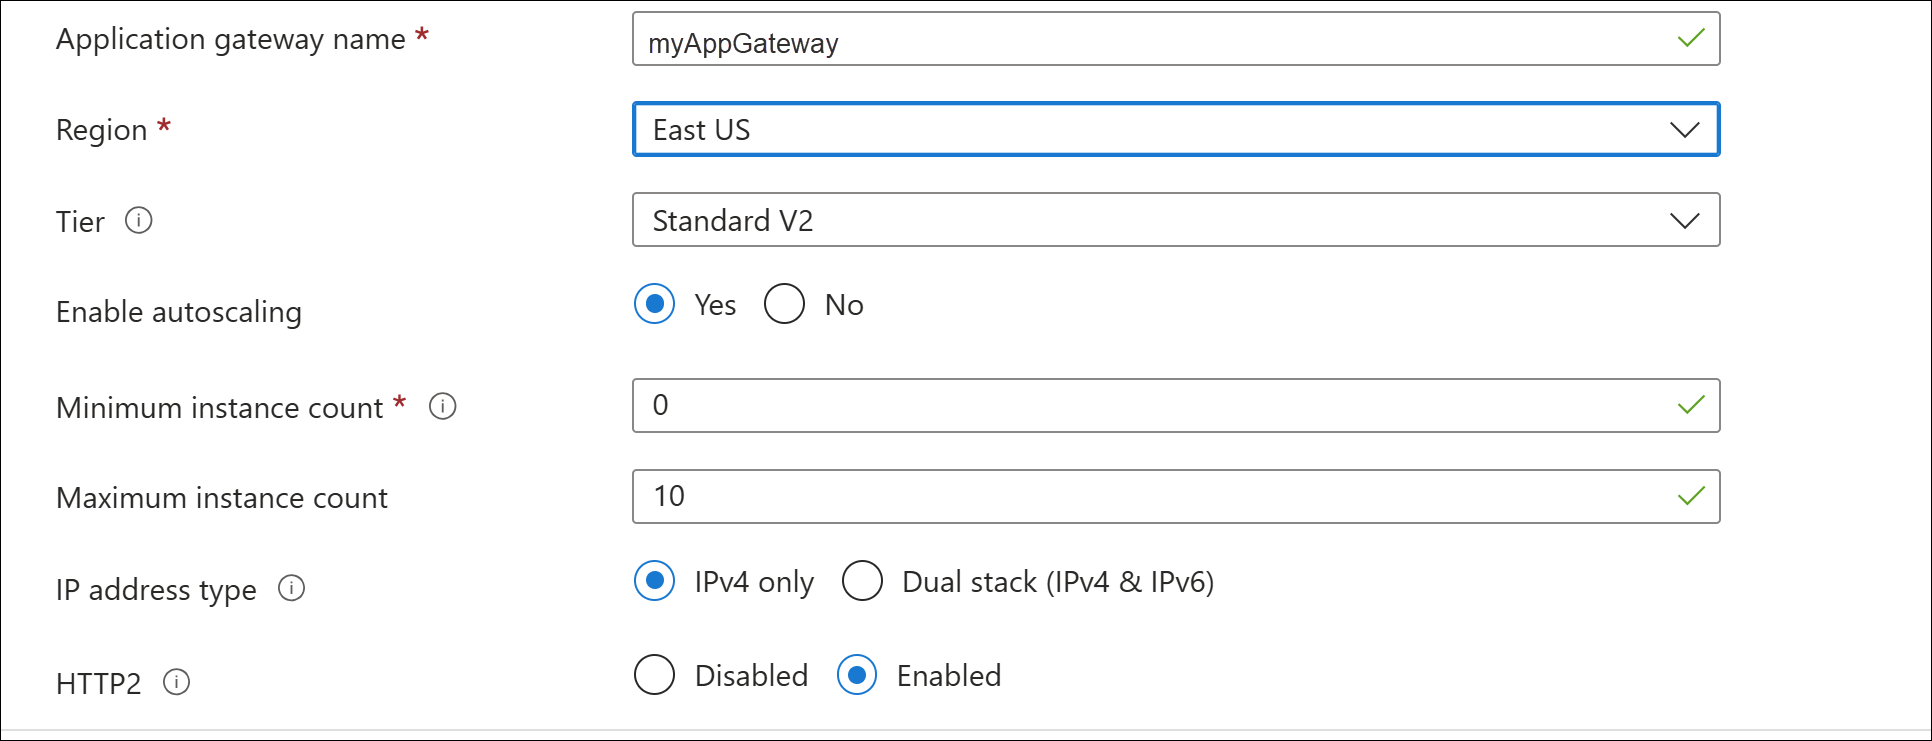 Application gateway name *
myAppGateway
Region *
East US
Tier
Standard V2
Enable autoscaling
Yes No
Minimum instance count *
0
Maximum instance count
10
IP address type
IPv4 only Dual stack (IPv4 & IPv6)
HTTP2
Disabled Enabled